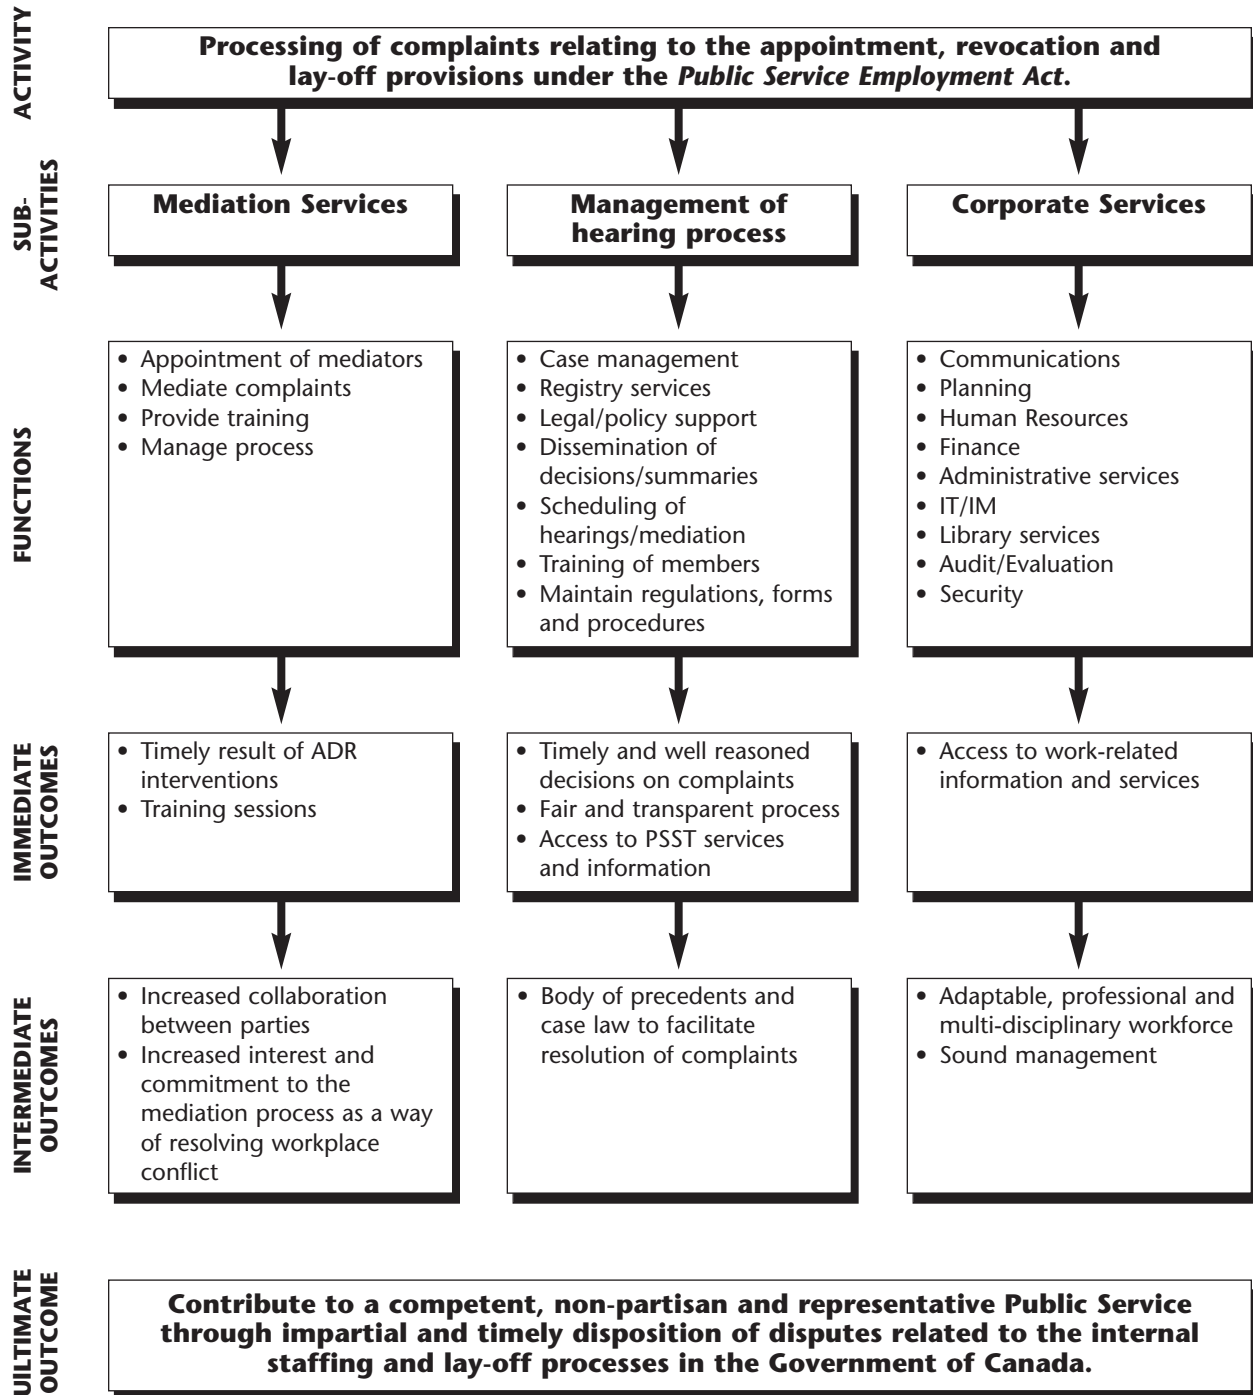 ACTIVITY
Processing of complaints relating to the appointment, revocation and
lay-off provisions under the Public Service Employment Act.
SUB-
ACTIVITIES
Mediation Services
Management of
hearing process
Corporate Services
FUNCTIONS
• Appointment of mediators
• Mediate complaints
• Provide training
• Manage process
• Case management
• Registry services
• Legal/policy support
• Dissemination of
decisions/summaries
• Scheduling of
hearings/mediation
• Training of members
• Maintain regulations, forms
and procedures
• Communications
• Planning
• Human Resources
• Finance
• Administrative services
• IT/IM
• Library services
• Audit/Evaluation
• Security
IMMEDIATE
OUTCOMES
• Timely result of ADR
interventions
• Training sessions
• Timely and well reasoned
decisions on complaints
• Fair and transparent process
• Access to PSST services
and information
• Access to work-related
information and services
INTERMEDIATE
OUTCOMES
• Increased collaboration
between parties
• Increased interest and
commitment to the
mediation process as a way
of resolving workplace
conflict
• Body of precedents and
case law to facilitate
resolution of complaints
• Adaptable, professional and
multi-disciplinary workforce
• Sound management
UlLTIMATE
OUTCOME
Contribute to a competent, non-partisan and representative Public Service
through impartial and timely disposition of disputes related to the internal
staffing and lay-off processes in the Government of Canada.